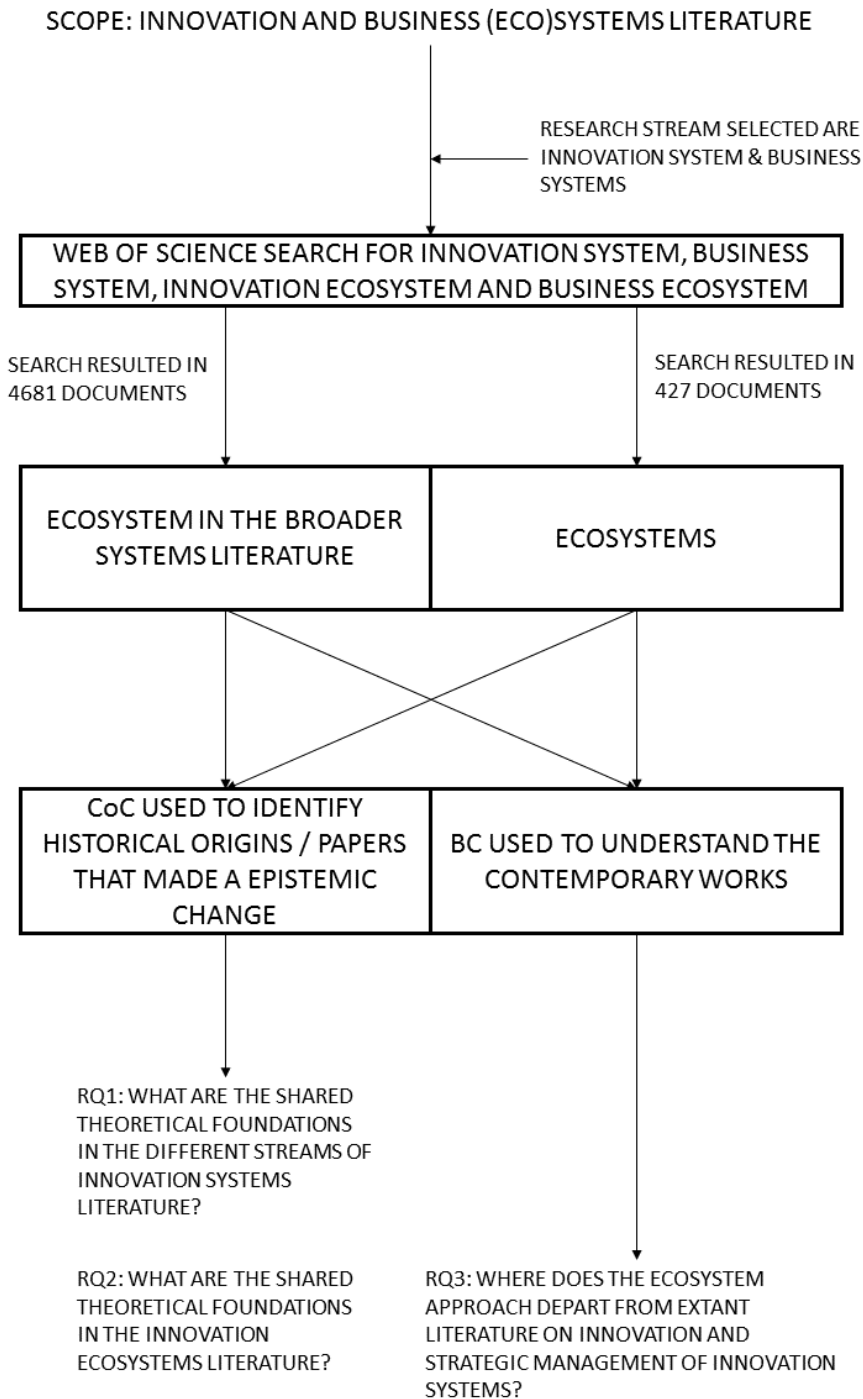 SCOPE: INNOVATION AND BUSINESS (ECO)SYSTEMS LITERATURE
RESEARCH STREAM SELECTED ARE
INNOVATION SYSTEM & BUSINESS
SYSTEMS
WEB OF SCIENCE SEARCH FOR INNOVATION SYSTEM, BUSINESS
SYSTEM, INNOVATION ECOSYSTEM AND BUSINESS ECOSYSTEM
SEARCH RESULTED IN
4681 DOCUMENTS
SEARCH RESULTED IN
427 DOCUMENTS
ECOSYSTEM IN THE BROADER
SYSTEMS LITERATURE
ECOSYSTEMS
CoC USED TO IDENTIFY
HISTORICAL ORIGINS / PAPERS
THAT MADE A EPISTEMIC
CHANGE
BC USED TO UNDERSTAND THE
CONTEMPORARY WORKS
RQ1: WHAT ARE THE SHARED
THEORETICAL FOUNDATIONS
IN THE DIFFERENT STREAMS OF
INNOVATION SYSTEMS
LITERATURE?
RQ2: WHAT ARE THE SHARED
THEORETICAL FOUNDATIONS
IN THE INNOVATION
ECOSYSTEMS LITERATURE?
RQ3: WHERE DOES THE ECOSYSTEM
APPROACH DEPART FROM EXTANT
LITERATURE ON INNOVATION AND
STRATEGIC MANAGEMENT OF INNOVATION
SYSTEMS?